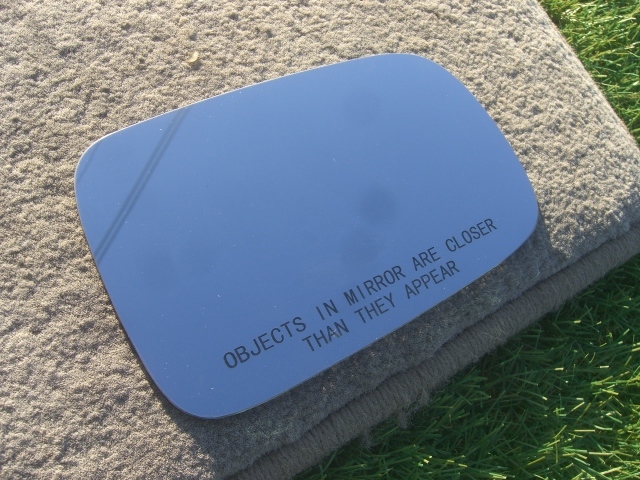 OBJECTS IN MIRROR ARE CLOSER
THAN THEY APPEAR